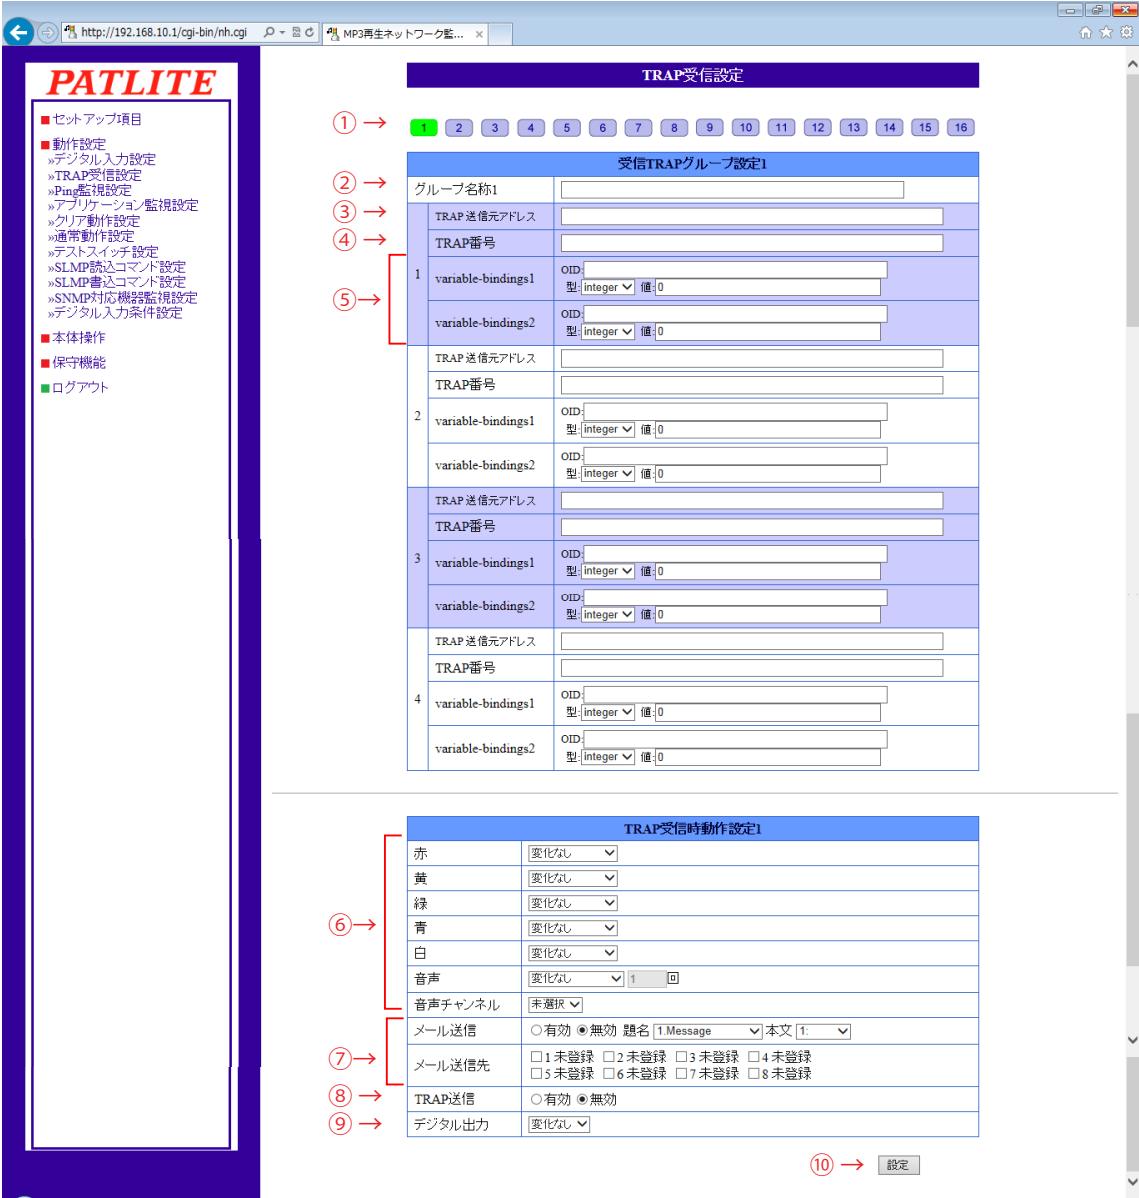 http://192.168.10.1/cgi-bin/nh.cgi
MP3再生ネットワーク監...
PATLITE
■セットアップ項目
■動作設定
»デジタル入力設定
»TRAP受信設定
»Ping監視設定
»アプリケーション監視設定
»クリア動作設定
»通常動作設定
»テストスイッチ設定
»SLMP読込コマンド設定
»SLMP書込コマンド設定
»SNMP対応機器監視設定
»デジタル入力条件設定
■本体操作
■保守機能
■ログアウト
TRAP受信設定
① → 1 2 3 4 5 6 7 8 9 10 11 12 13 14 15 16
受信TRAPグループ設定1
② → グループ名称1
③ → TRAP 送信元アドレス
④ → TRAP番号
1
⑤→
variable-bindings1 OID:
型: integer 値: 0
variable-bindings2 OID:
型: integer 値: 0
TRAP 送信元アドレス
TRAP番号
2
variable-bindings1 OID:
型: integer 値: 0
variable-bindings2 OID:
型: integer 値: 0
TRAP 送信元アドレス
TRAP番号
3
variable-bindings1 OID:
型: integer 値: 0
variable-bindings2 OID:
型: integer 値: 0
TRAP 送信元アドレス
TRAP番号
4
variable-bindings1 OID:
型: integer 値: 0
variable-bindings2 OID:
型: integer 値: 0
TRAP受信時動作設定1
赤 変化なし
黄 変化なし
緑 変化なし
⑥→ 青 変化なし
白 変化なし
音声 変化なし 1 回
音声チャンネル 未選択
メール送信 ○有効 ◉無効 題名 1.Message 本文 1:
⑦→ メール送信先 □1 未登録 □2 未登録 □3 未登録 □4 未登録
□5 未登録 □6 未登録 □7 未登録 □8 未登録
⑧ → TRAP送信 ○有効 ◉無効
⑨ → デジタル出力 変化なし
⑩ → 設定